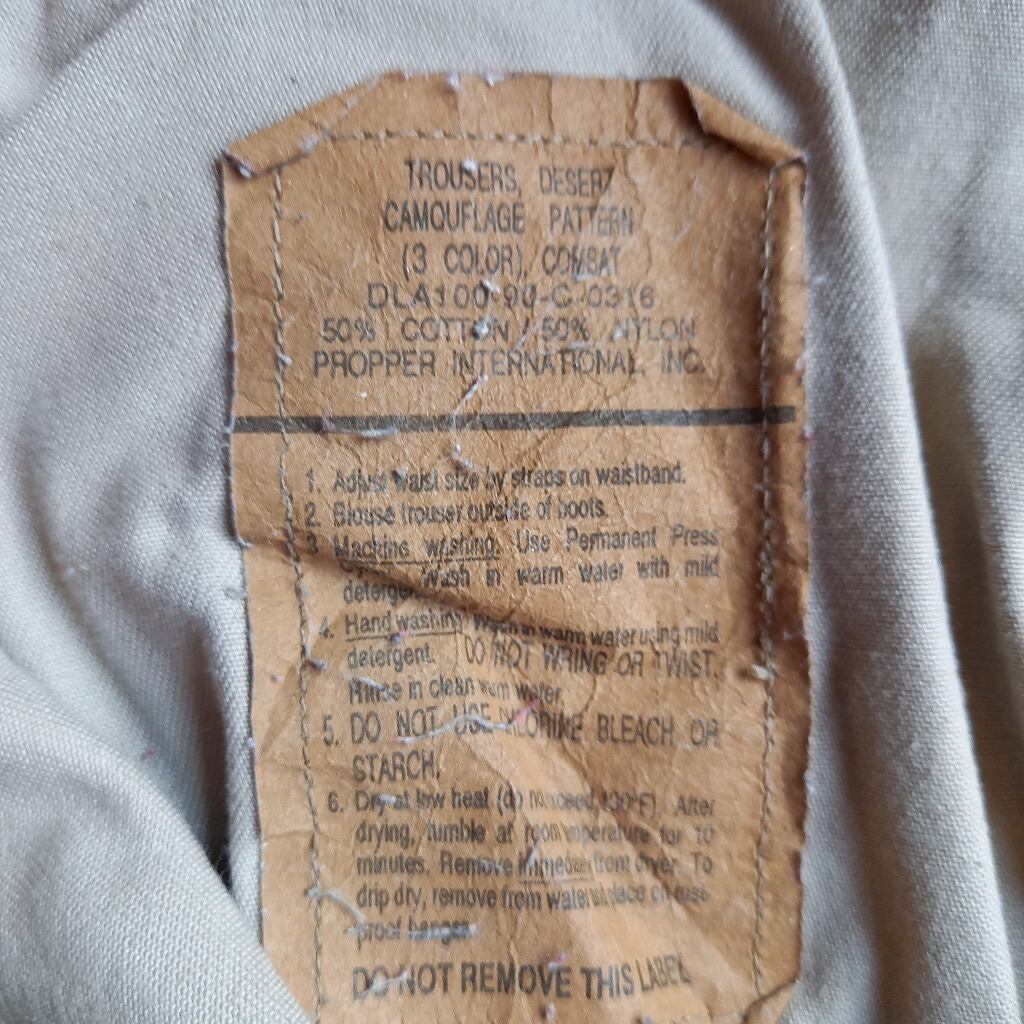 TROUSERS, DESERT
CAMOUFLAGE PATTERN
(3 COLOR), COMBAT
DLA100-90-C-0316
50% COTTON / 50% NYLON
PROPPER INTERNATIONAL, INC.
1. Adjust waist size by straps on waistband.
2. Blouse trouser outside of boots.
3. Machine washing. Use Permanent Press
Wash in warm water with mild
4. Hand washing. Wash in warm water using mild
detergent. DO NOT WRING OR TWIST.
Rinse in clean warm water.
5. DO NOT USE CHLORINE BLEACH OR
STARCH.
6. Dry at low heat (do 130°F). After
drying, tumble at room temperature for 10
minutes. Remove from dryer. To
drip dry, remove from water place on rust-
proof hanger.
DO NOT REMOVE THIS LABEL